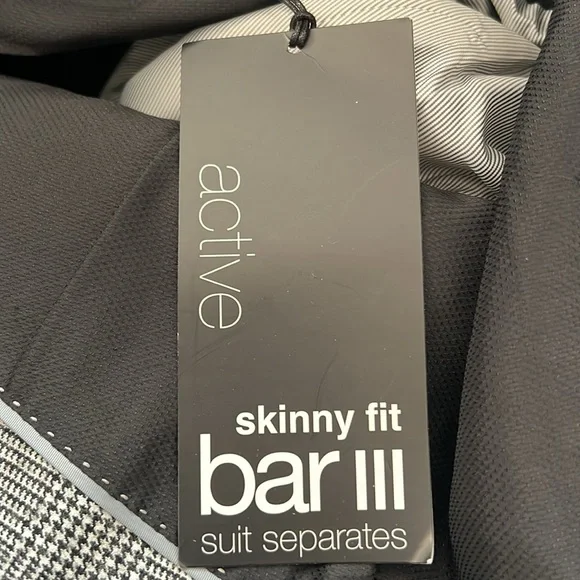 active
skinny fit
bar III
suit separates